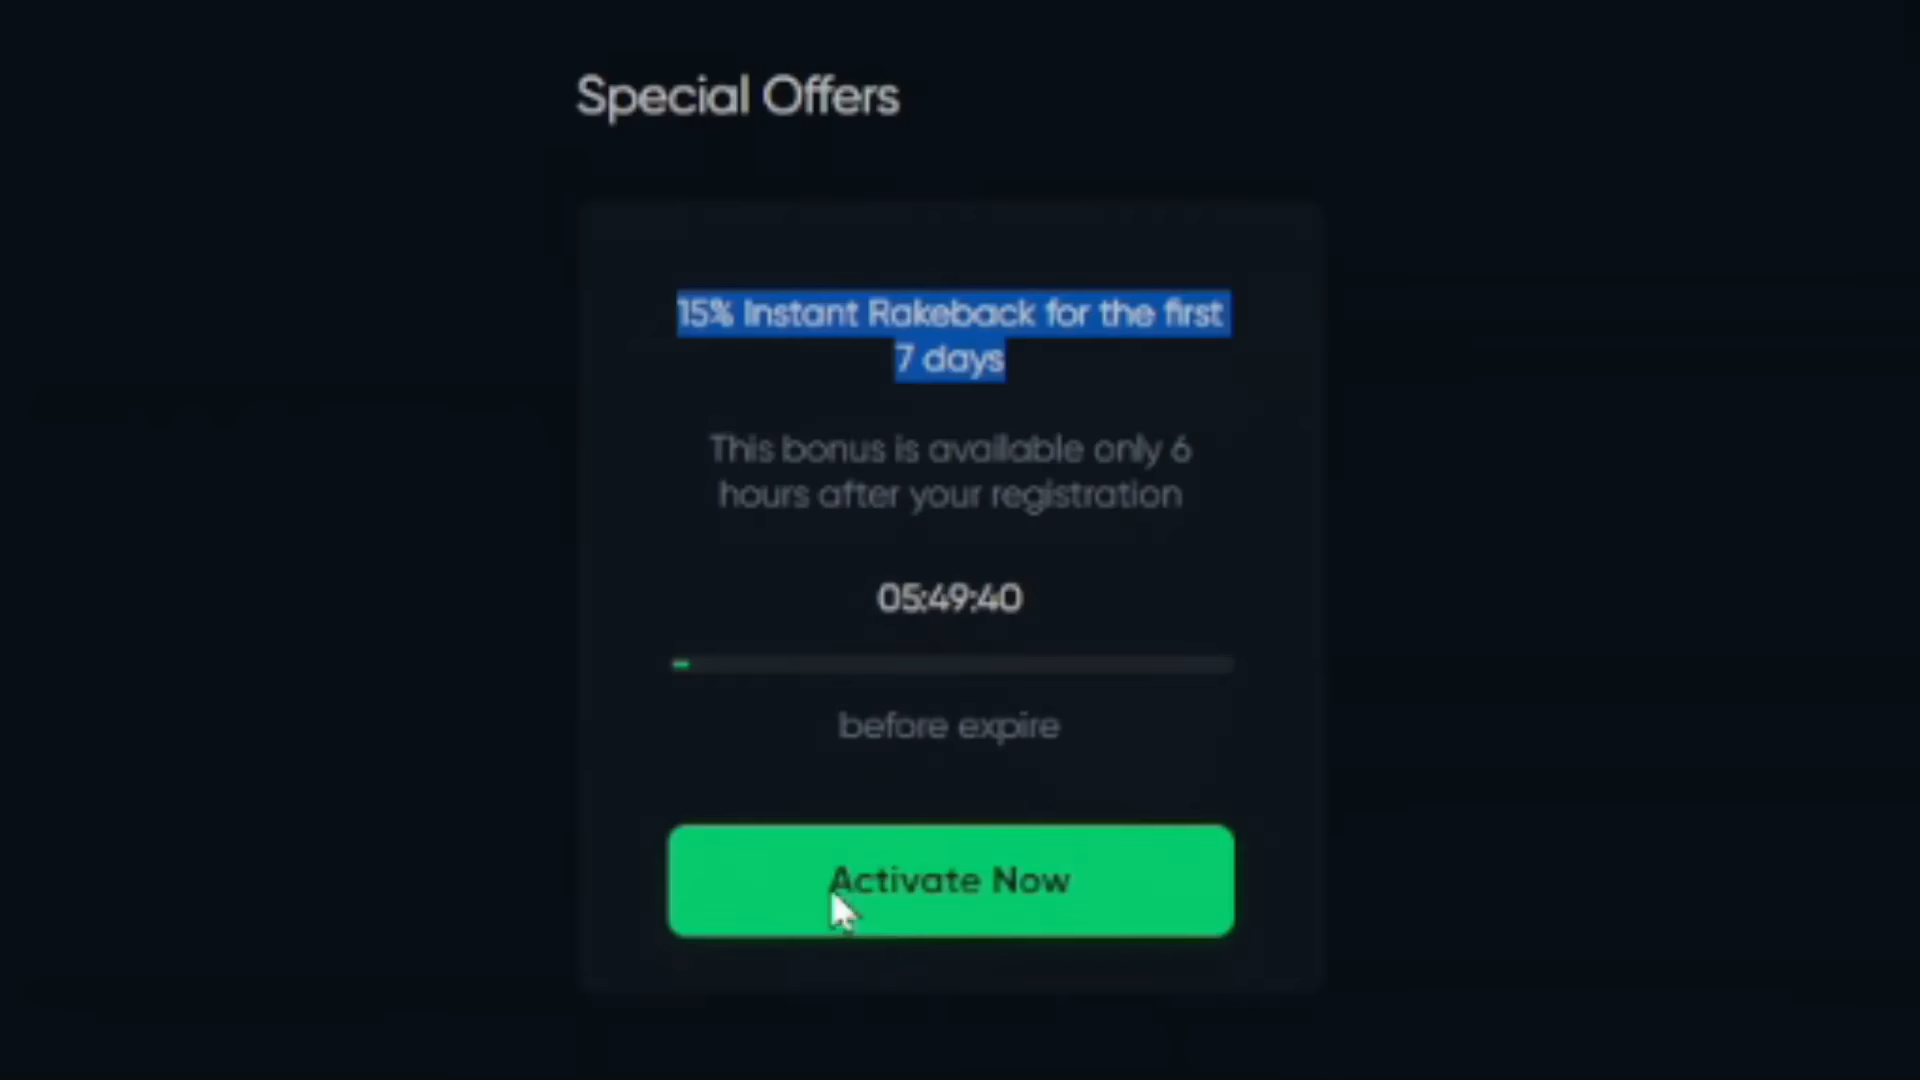 Special Offers
15% Instant Rakeback for the first
7 days
This bonus is available only 6
hours after your registration
05:49:40
before expire
Activate Now